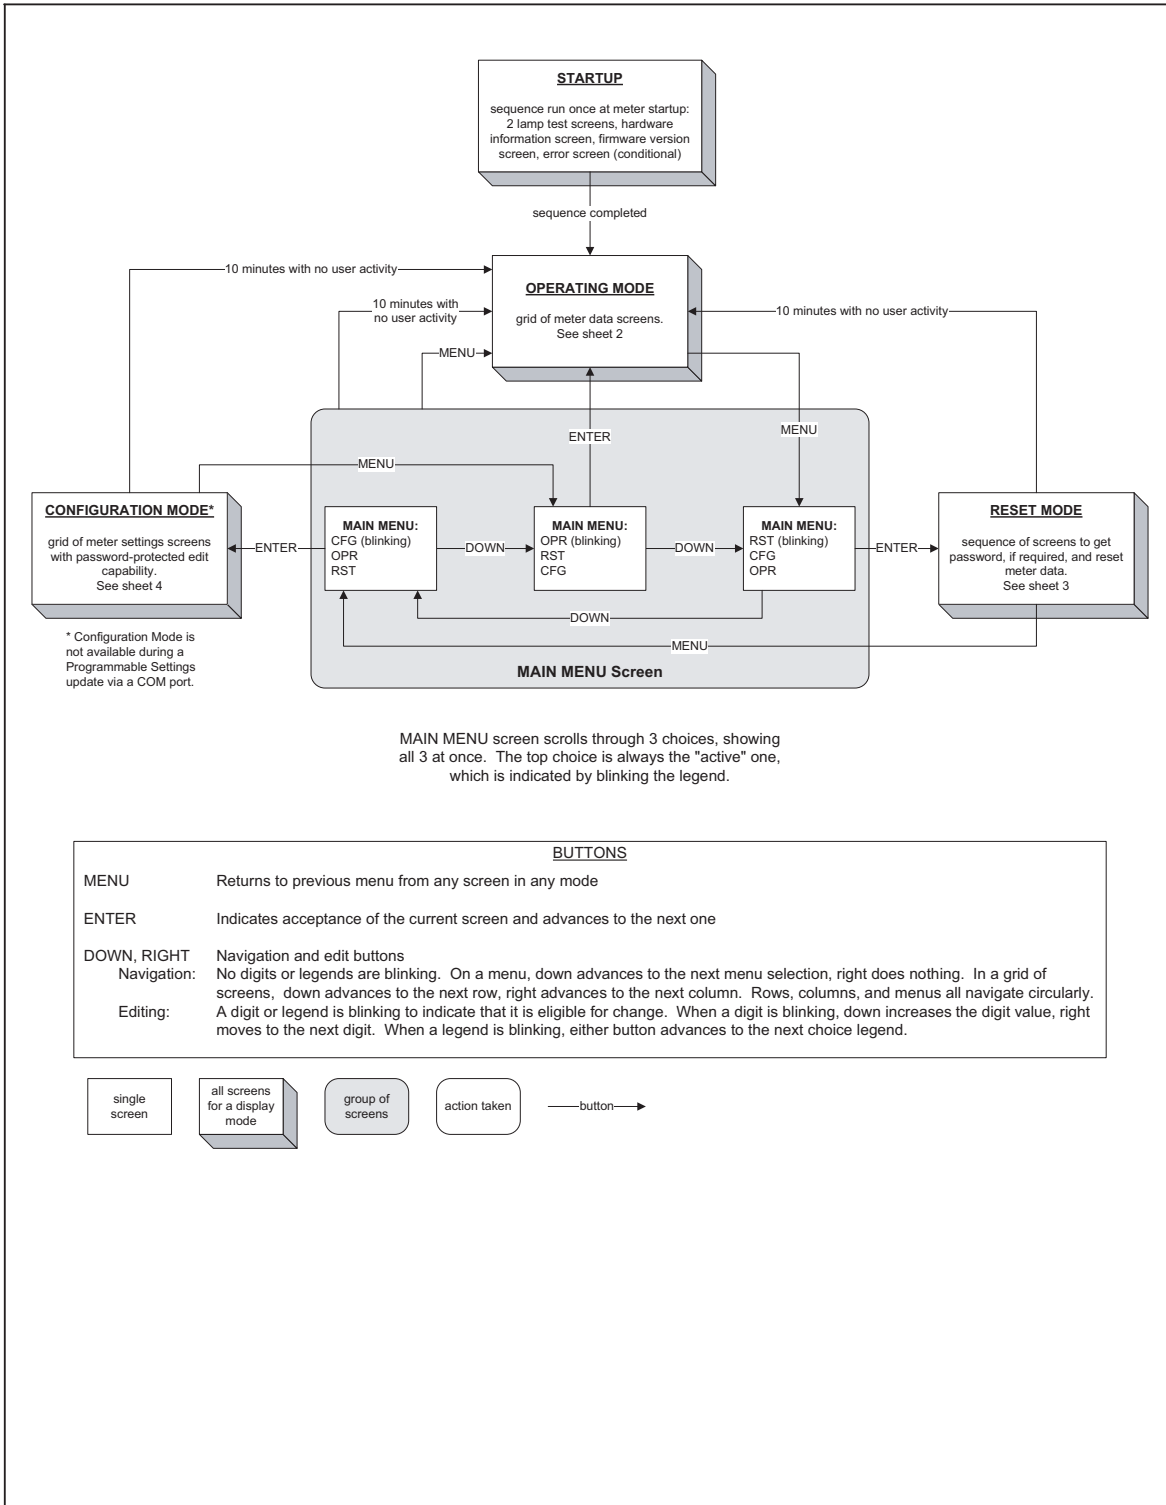 STARTUP
sequence run once at meter startup:
2 lamp test screens, hardware
information screen, firmware version
screen, error screen (conditional)
sequence completed
10 minutes with no user activity
OPERATING MODE
grid of meter data screens.
See sheet 2
10 minutes with
no user activity
10 minutes with no user activity
MENU
ENTER
MENU
MENU
CONFIGURATION MODE*
grid of meter settings screens
with password-protected edit
capability.
See sheet 4
ENTER
MAIN MENU:
CFG (blinking)
OPR
RST
DOWN
MAIN MENU:
OPR (blinking)
RST
CFG
DOWN
MAIN MENU:
RST (blinking)
CFG
OPR
ENTER
RESET MODE
sequence of screens to get
password, if required, and reset
meter data.
See sheet 3
DOWN
MENU
MAIN MENU Screen
* Configuration Mode is
not available during a
Programmable Settings
update via a COM port.
MAIN MENU screen scrolls through 3 choices, showing
all 3 at once. The top choice is always the "active" one,
which is indicated by blinking the legend.
BUTTONS
MENU Returns to previous menu from any screen in any mode
ENTER Indicates acceptance of the current screen and advances to the next one
DOWN, RIGHT Navigation and edit buttons
Navigation: No digits or legends are blinking. On a menu, down advances to the next menu selection, right does nothing. In a grid of
screens, down advances to the next row, right advances to the next column. Rows, columns, and menus all navigate circularly.
Editing: A digit or legend is blinking to indicate that it is eligible for change. When a digit is blinking, down increases the digit value, right
moves to the next digit. When a legend is blinking, either button advances to the next choice legend.
single
screen
all screens
for a display
mode
group of
screens
action taken
button